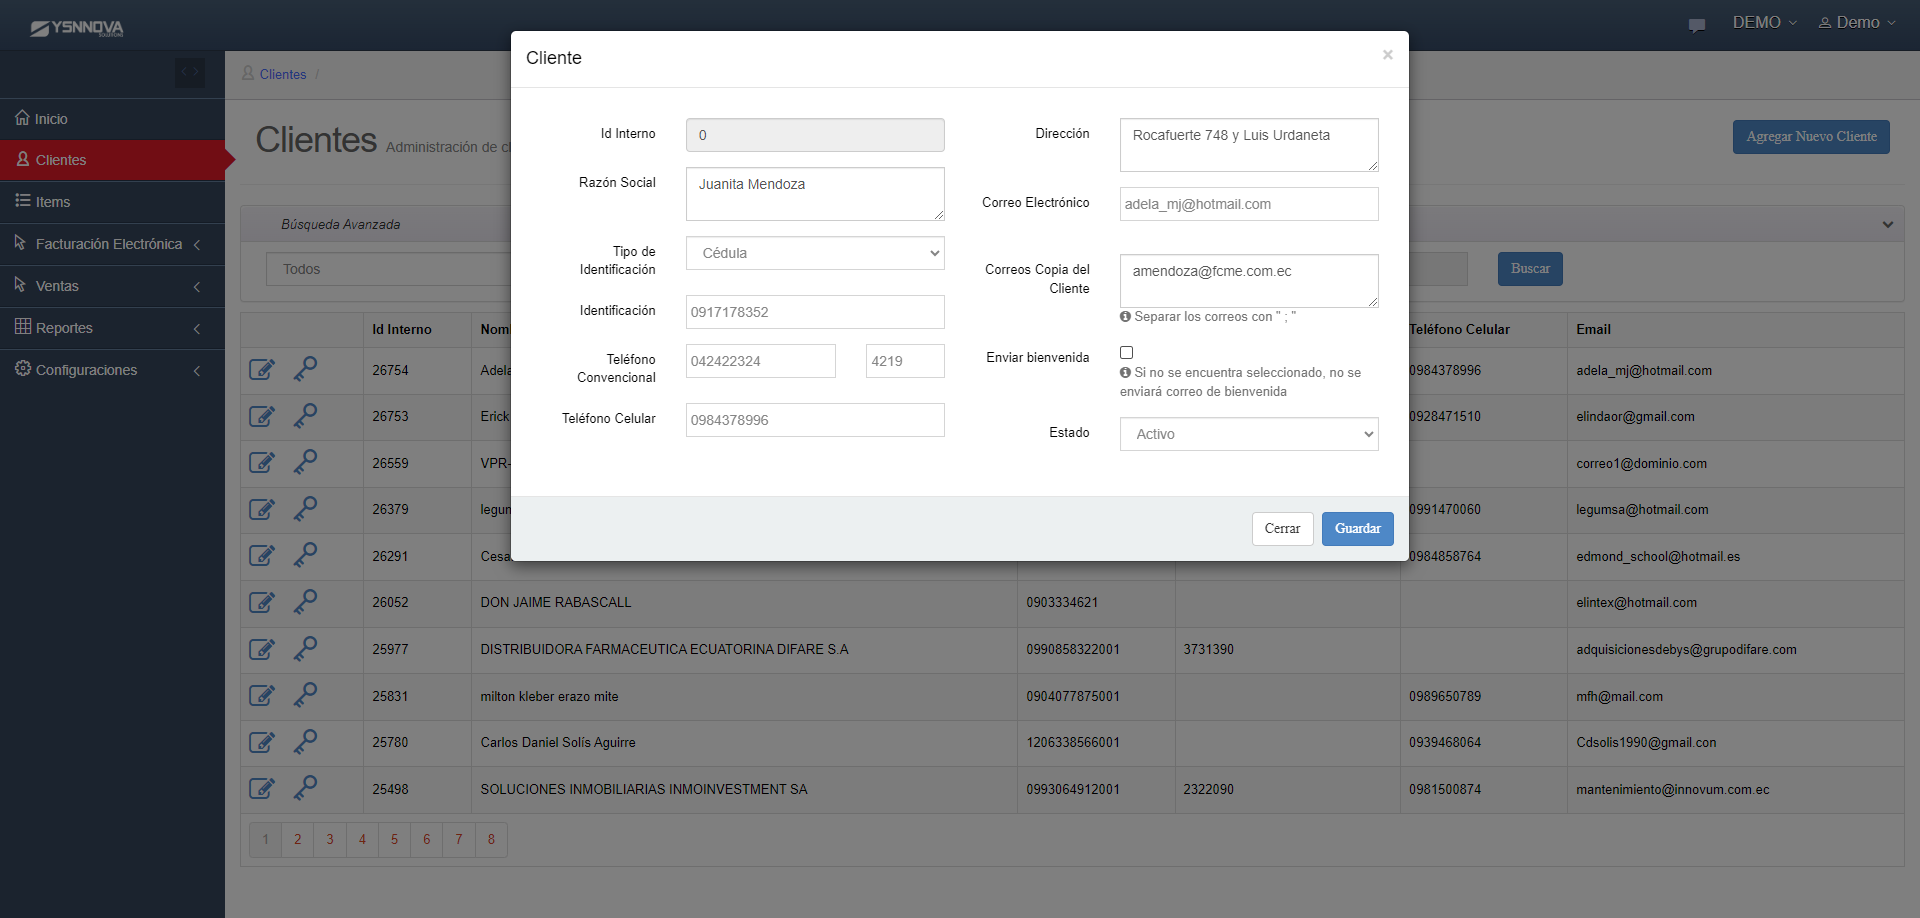 YSNNOVA
DEMO
Demo
Cliente
×
Clientes /
Inicio
Clientes
Items
Facturación Electrónica
Ventas
Reportes
Configuraciones
Clientes Administración de cl
Agregar Nuevo Cliente
Búsqueda Avanzada
Todos
Buscar
Id Interno
0
Razón Social
Juanita Mendoza
Tipo de
Identificación
Cédula
Identificación
0917178352
Teléfono
Convencional
042422324
4219
Teléfono Celular
0984378996
Dirección
Rocafuerte 748 y Luis Urdaneta
Correo Electrónico
adela_mj@hotmail.com
Correos Copia del
Cliente
amendoza@fcme.com.ec
Separar los correos con " ; "
Enviar bienvenida
Si no se encuentra seleccionado, no se
enviará correo de bienvenida
Estado
Activo
Cerrar
Guardar
Id Interno Noml Teléfono Celular Email
26754 Adela 0984378996 adela_mj@hotmail.com
26753 Erick 0928471510 elindaor@gmail.com
26559 VPR- correo1@dominio.com
26379 legum 0991470060 legumsa@hotmail.com
26291 Cesa 0984858764 edmond_school@hotmail.es
26052 DON JAIME RABASCALL 0903334621 elintex@hotmail.com
25977 DISTRIBUIDORA FARMACEUTICA ECUATORINA DIFARE S.A 0990858322001 3731390 adquisicionesdebys@grupodifare.com
25831 milton kleber erazo mite 0904077875001 0989650789 mfh@mail.com
25780 Carlos Daniel Solís Aguirre 1206338566001 0939468064 Cdsolis1990@gmail.con
25498 SOLUCIONES INMOBILIARIAS INMOINVESTMENT SA 0993064912001 2322090 0981500874 mantenimiento@innovum.com.ec
1 2 3 4 5 6 7 8